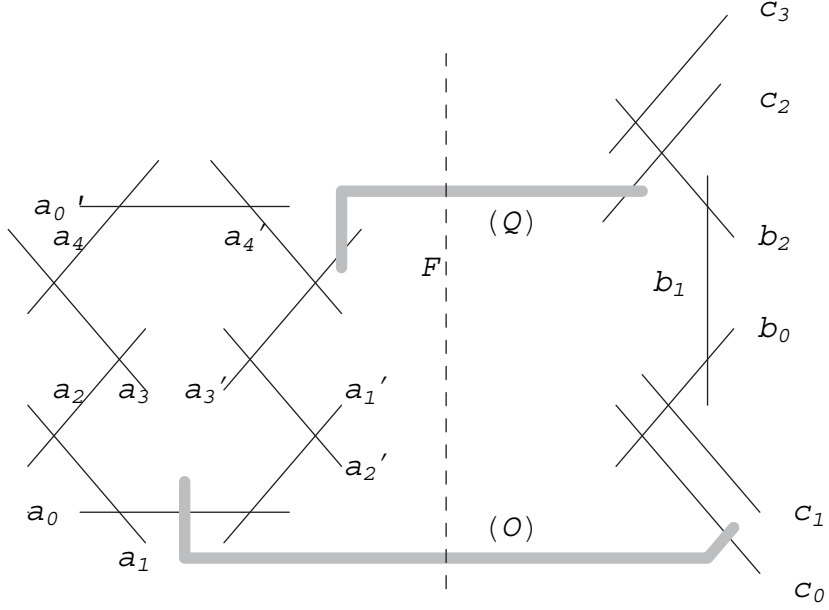 c₃
c₂
a₀'
a₄
a₄'
(Q)
b₂
F
b₁
b₀
a₂
a₃
a₃'
a₁'
a₂'
a₀
(O)
c₁
a₁
c₀